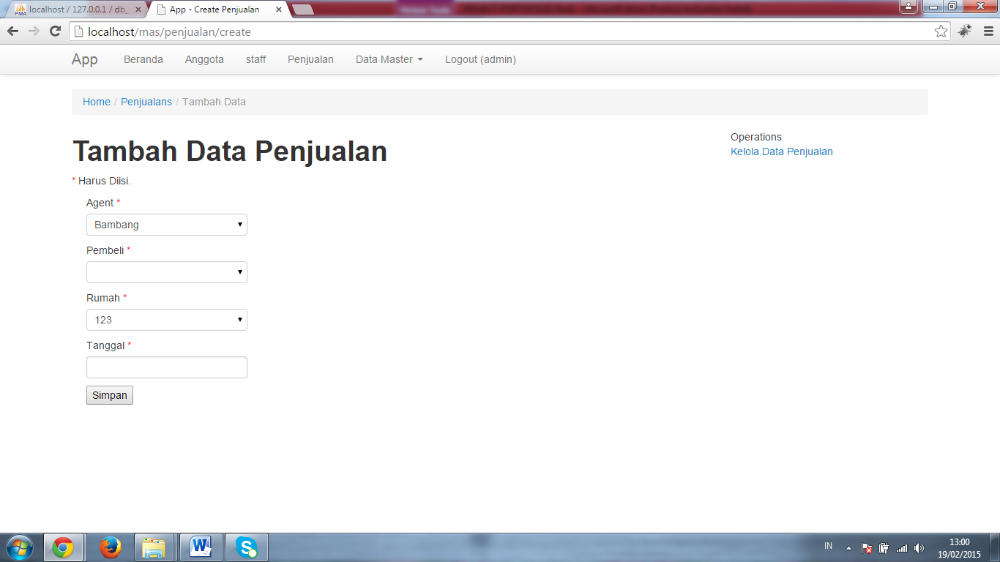 localhost / 127.0.0.1 / db_
App - Create Penjualan
localhost/mas/penjualan/create
App Beranda Anggota staff Penjualan Data Master Logout (admin)
Home / Penjualans / Tambah Data
Tambah Data Penjualan
Operations
Kelola Data Penjualan
* Harus Diisi.
Agent *
Bambang
Pembeli *
Rumah *
123
Tanggal *
Simpan
IN
13:00
19/02/2015